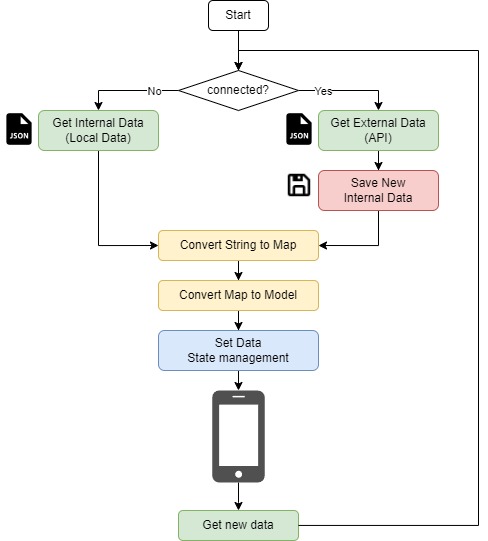 Start
connected?
No
Yes
JSON
Get Internal Data
(Local Data)
JSON
Get External Data
(API)
Save New
Internal Data
Convert String to Map
Convert Map to Model
Set Data
State management
Get new data